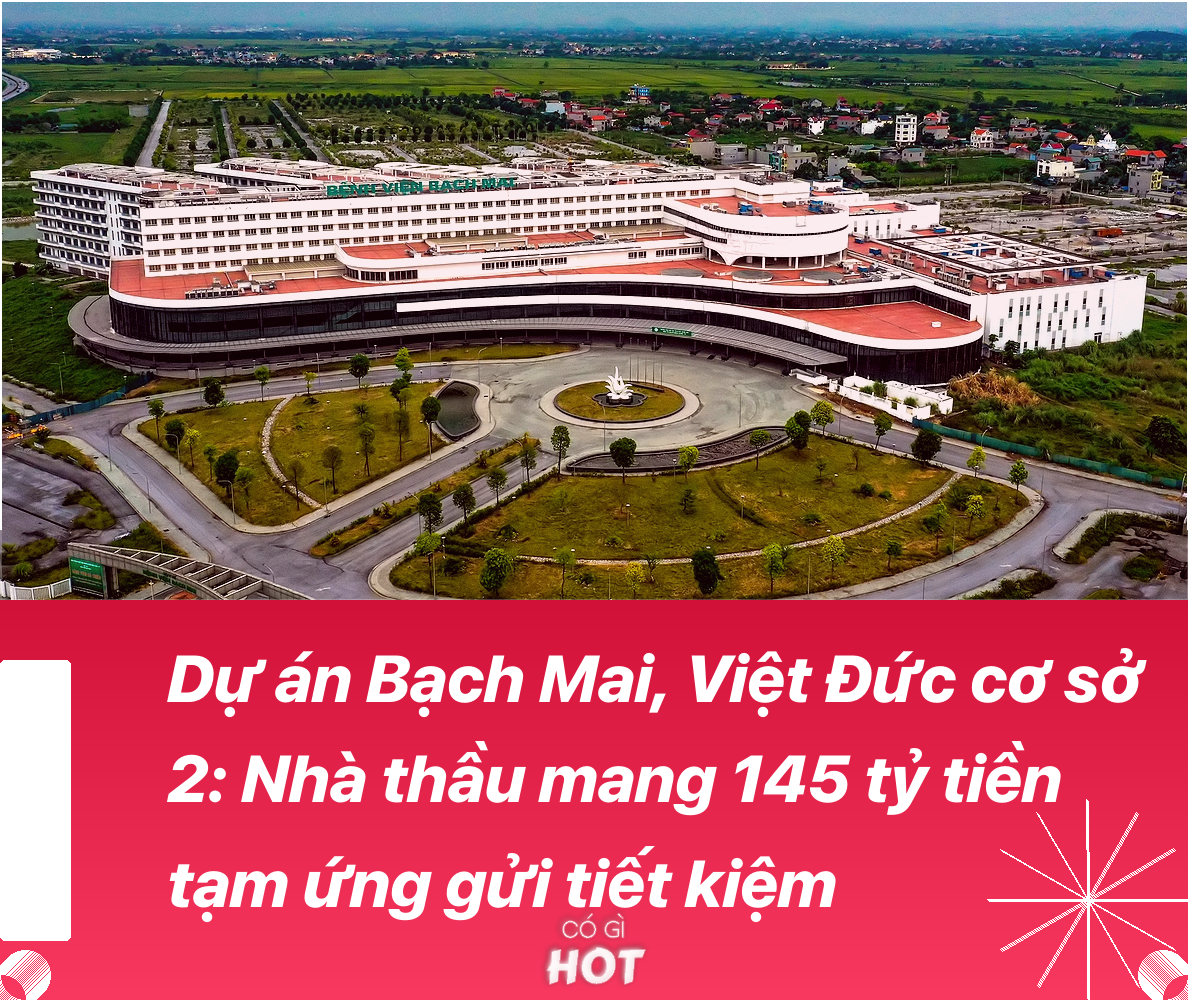 BỆNH VIỆN BẠCH MAI
Dự án Bạch Mai, Việt Đức cơ sở
2: Nhà thầu mang 145 tỷ tiền
tạm ứng gửi tiết kiệm
CÓ GÌ
HOT